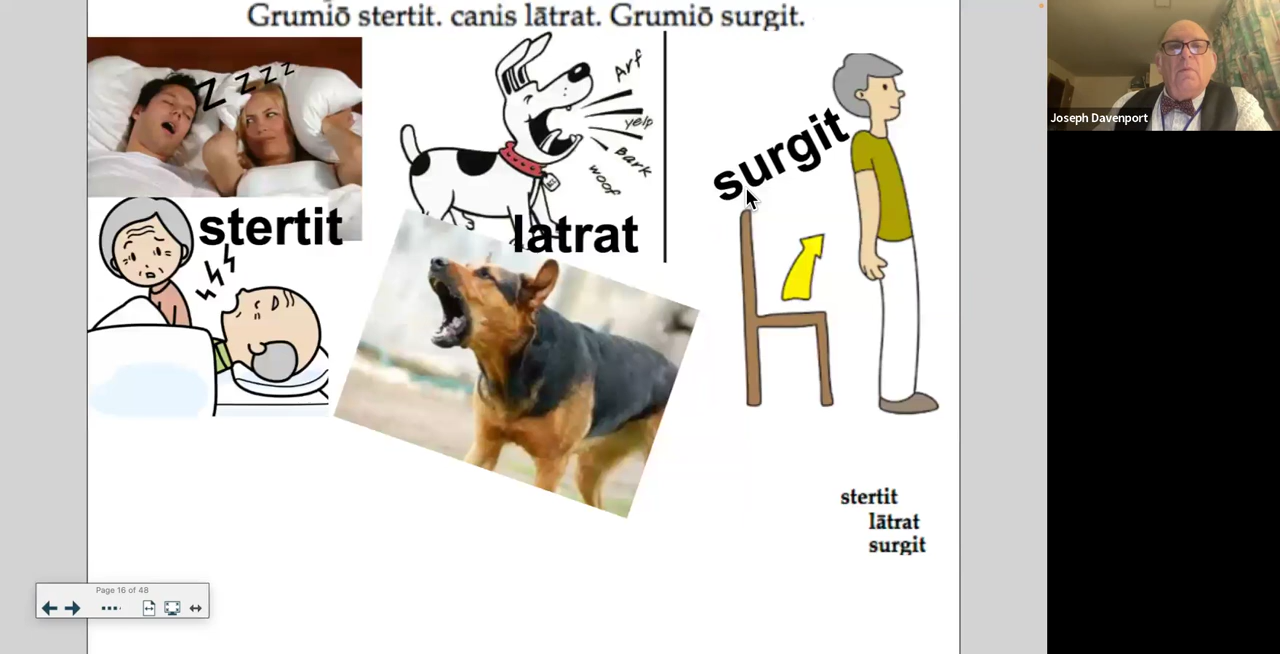 Grumiō stertit. canis lātrat. Grumiō surgit.
Z Z Z Z
Arf
yelp
Bark
woof
stertit
latrat
surgit
stertit
lātrat
surgit
Page 16 of 48
Joseph Davenport